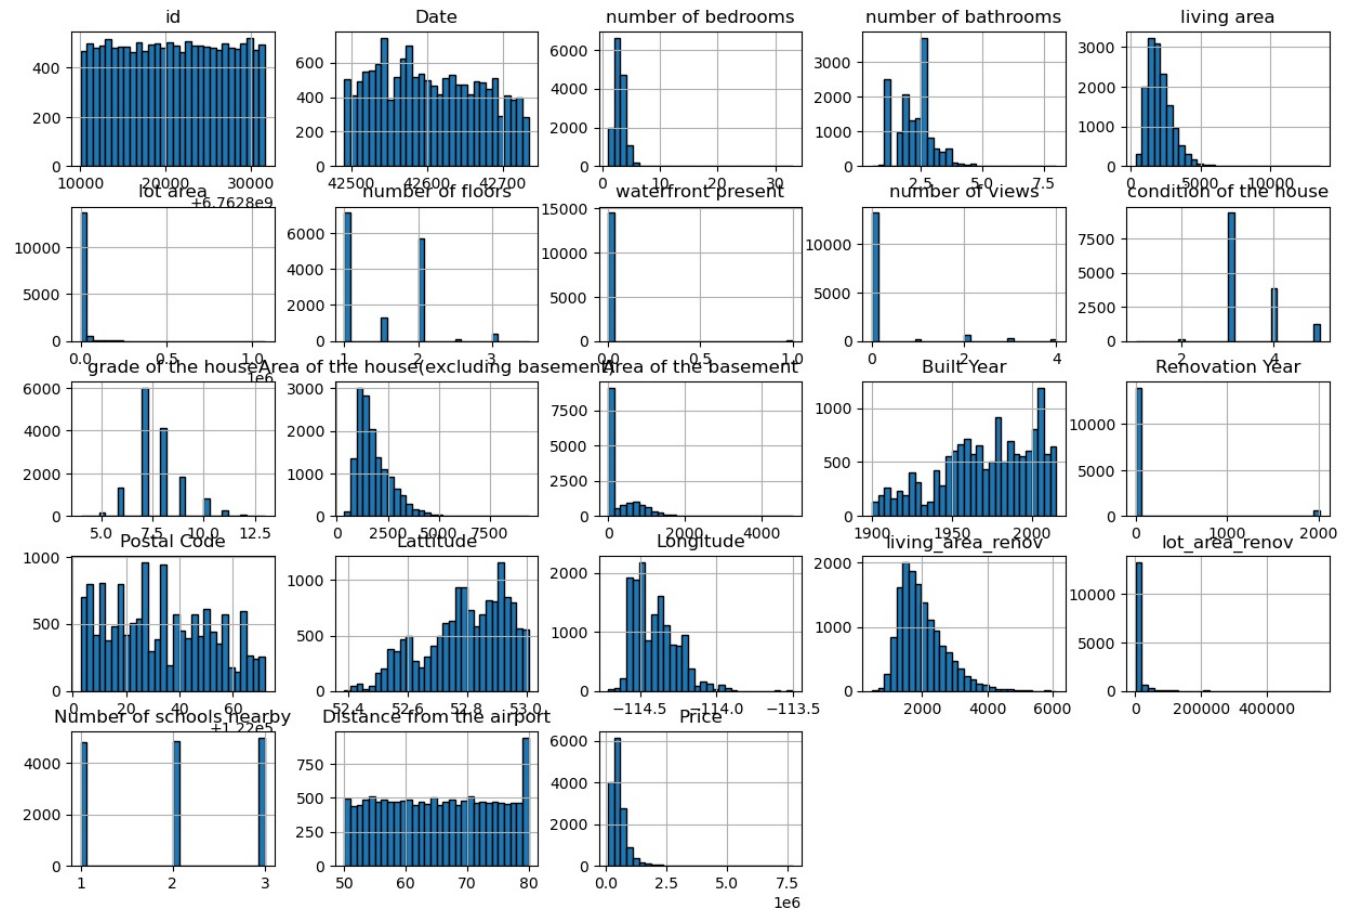 id Date number of bedrooms number of bathrooms living area
600 6000 3000
400 400 4000 3000 2000
200 200 2000 2000 1000
1000
0 0 0 0 0
10000 20000 30000 42500 42600 42700 0 10 20 30 2.5 5.0 7.5 0 5000 10000
+6.7628e9
lot area number of floors waterfront present number of views condition of the house
15000
10000 6000 10000 10000 7500
4000 5000
5000 2000 5000 5000 2500
0 0 0 0 0
0.0 0.5 1.0 1 2 3 0.0 0.5 1.0 0 2 4 2 4
1e6
grade of the house Area of the house(excluding basement) Area of the basement Built Year Renovation Year
6000 3000 7500 1000 10000
4000 2000 5000
2000 1000 2500 500 5000
0 0 0 0 0
5.0 7.5 10.0 12.5 0 2500 5000 7500 0 2000 4000 1900 1950 2000 0 1000 2000
Postal Code Lattitude Longitude living_area_renov lot_area_renov
1000 1000 2000 2000
10000
500 500 1000 1000 5000
0 0 0 0 0
0 20 40 60 52.4 52.6 52.8 53.0 −114.5 −114.0 −113.5 2000 4000 6000 0 200000 400000
+1.22e5
Number of schools nearby Distance from the airport Price
4000 750 6000
500 4000
2000 250 2000
0 0 0
1 2 3 50 60 70 80 0.0 2.5 5.0 7.5
1e6